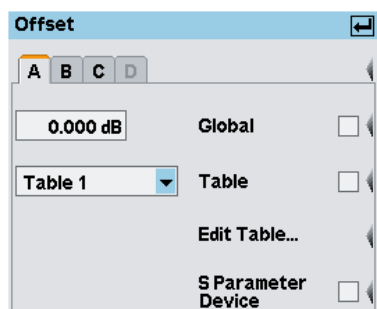 Offset
A B C D
0.000 dB Global
Table 1 Table
Edit Table...
S Parameter
Device